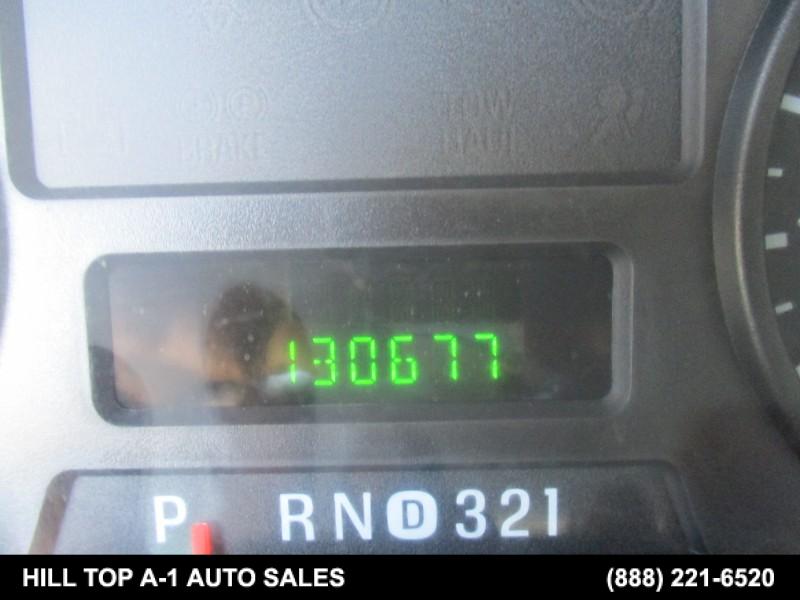 BRAKE
TOW
HAUL
130677
P RND321
HILL TOP A-1 AUTO SALES (888) 221-6520